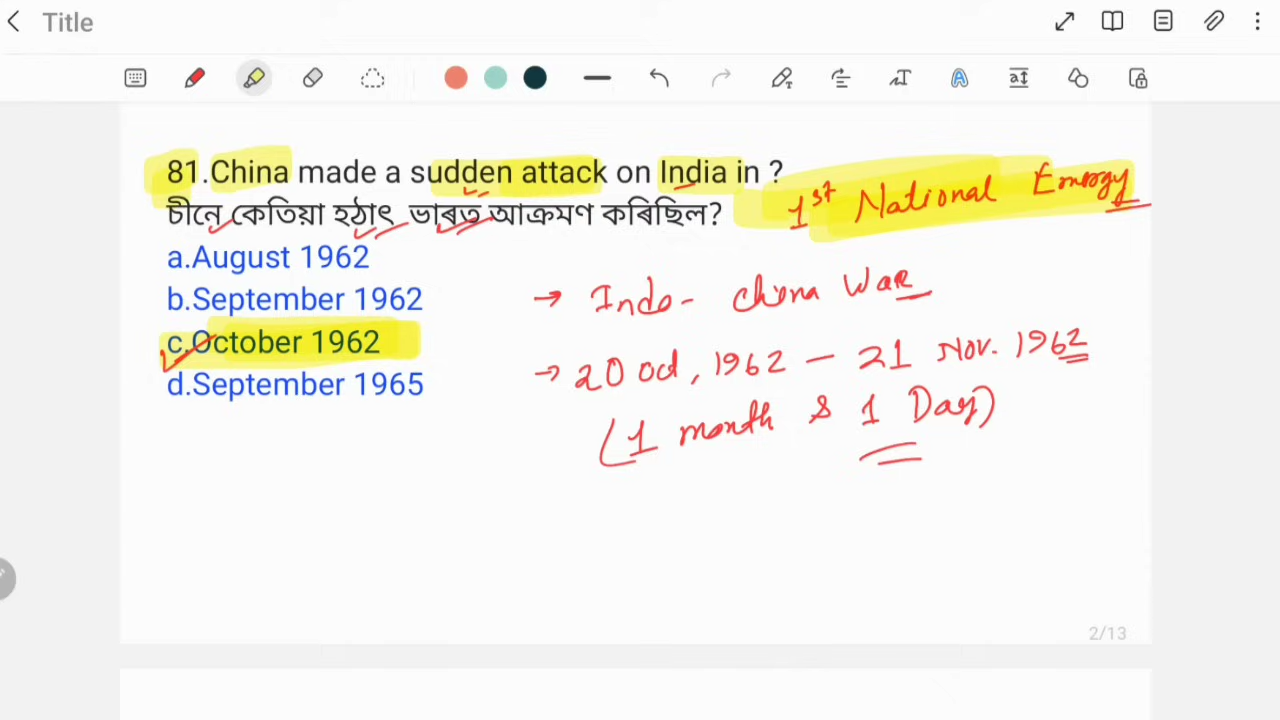 Title
81.China made a sudden attack on India in ?
1st National Emergy
চীনে কেতিয়া হঠাৎ ভাৰত আক্ৰমণ কৰিছিল?
a.August 1962
b.September 1962
→ Indo - China War
c.October 1962
→ 20 oct, 1962 — 21 Nov. 1962
d.September 1965
(1 month & 1 Day)
2/13